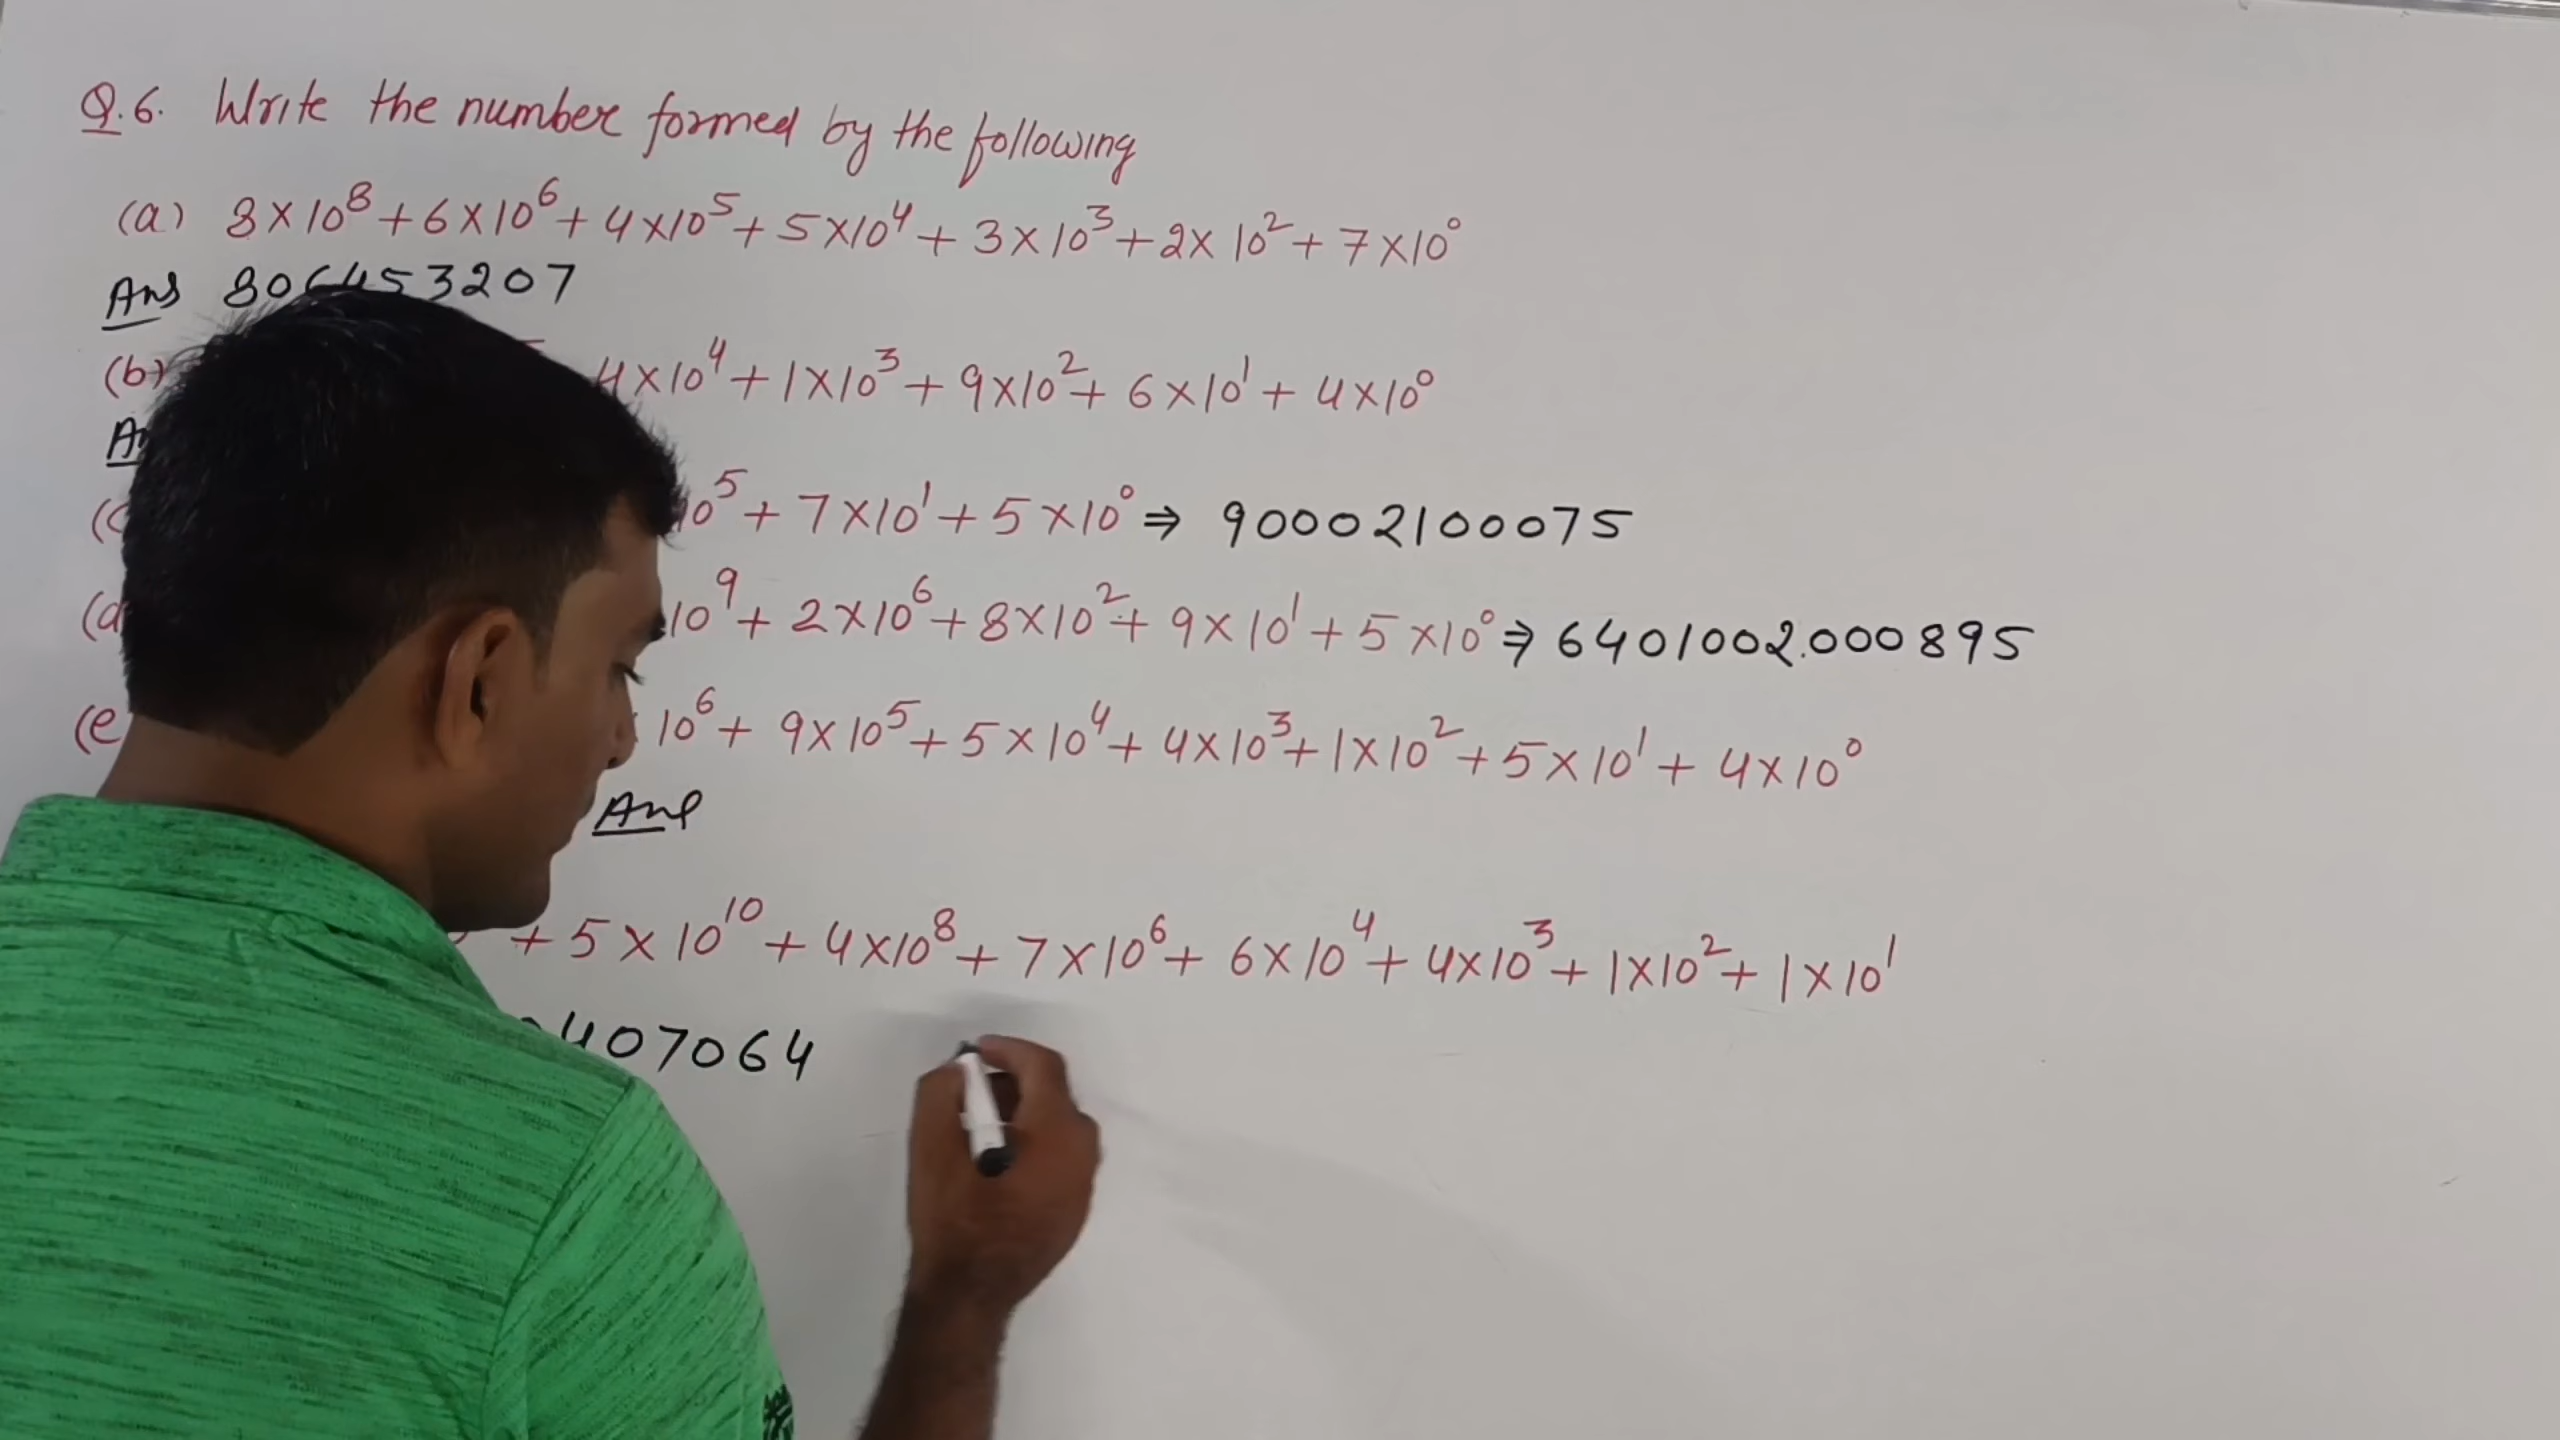 Q.6. Write the number formed by the following
(a) 8×10⁸+6×10⁶+4×10⁵+5×10⁴+3×10³+2×10²+7×10⁰
Ans 806453207
(b) 4×10⁴+1×10³+9×10²+6×10¹+4×10⁰
10⁵+7×10¹+5×10⁰⇒ 90002100075
(d 10⁹+2×10⁶+8×10²+9×10¹+5×10⁰⇒ 6401002.000895
(e 10⁶+9×10⁵+5×10⁴+4×10³+1×10²+5×10¹+4×10⁰
Ans
+5×10¹⁰+4×10⁸+7×10⁶+6×10⁴+4×10³+1×10²+1×10¹
407064